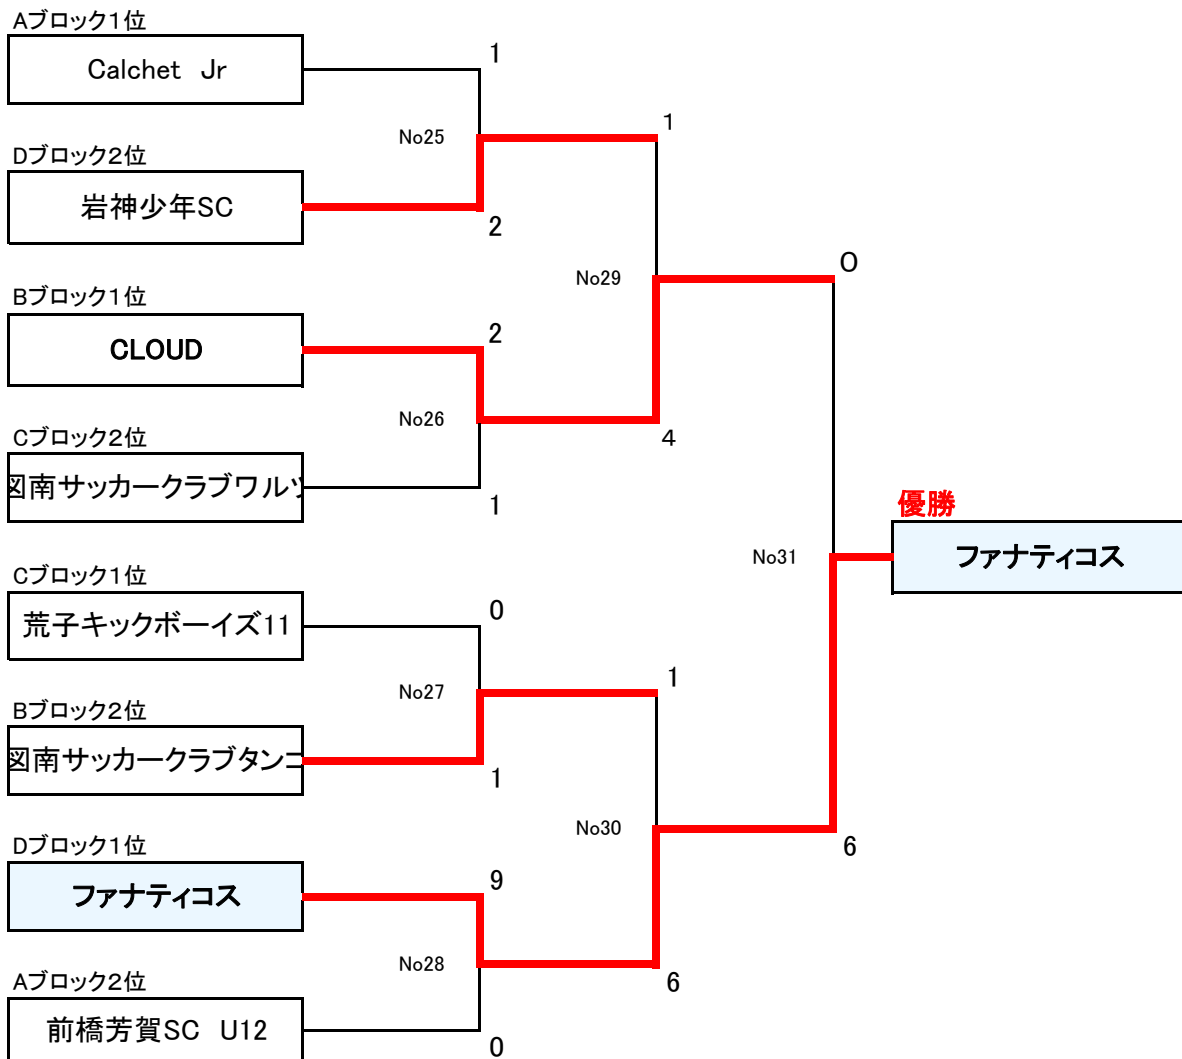 Aブロック1位
Calchet Jr
1
No25
1
Dブロック2位
岩神少年SC
2
No29
0
Bブロック1位
CLOUD
2
No26
4
Cブロック2位
図南サッカークラブワルツ
1
優勝
ファナティコス
No31
Cブロック1位
荒子キックボーイズ11
0
No27
1
Bブロック2位
図南サッカークラブタンゴ
1
No30
6
Dブロック1位
ファナティコス
9
No28
6
Aブロック2位
前橋芳賀SC U12
0